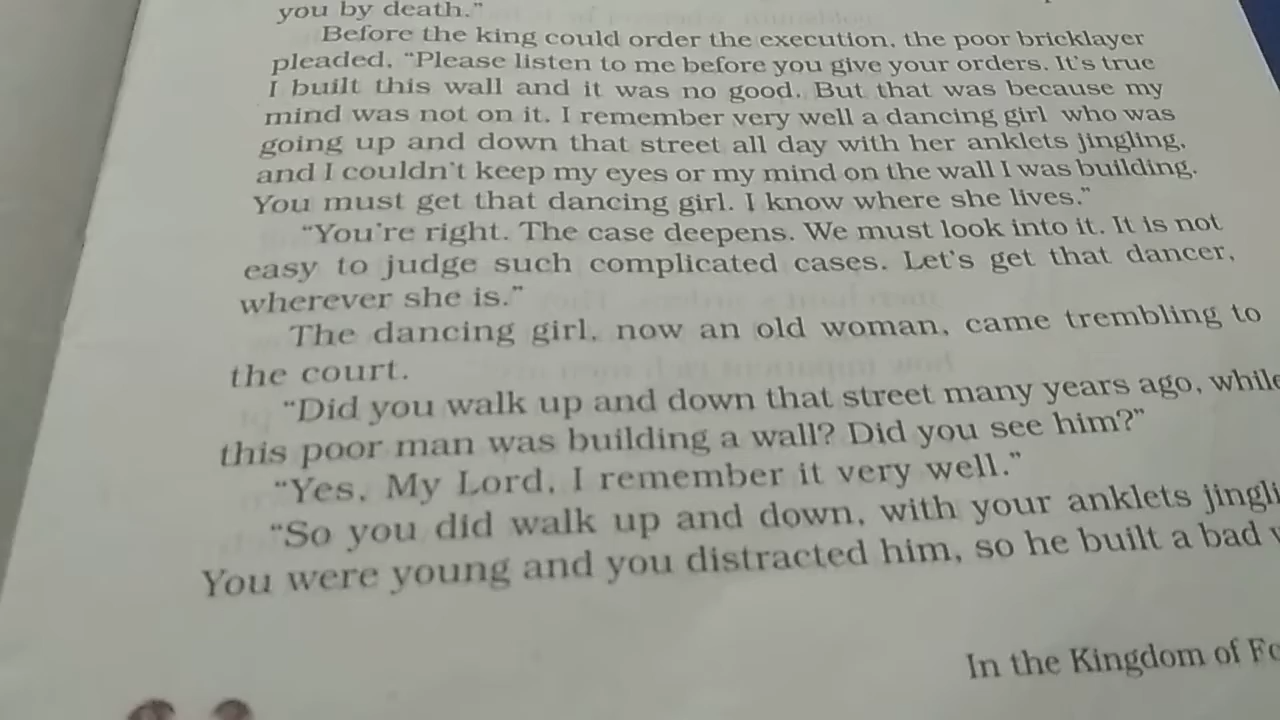 you by death."
Before the king could order the execution, the poor bricklayer
pleaded, "Please listen to me before you give your orders. It's true
I built this wall and it was no good. But that was because my
mind was not on it. I remember very well a dancing girl who was
going up and down that street all day with her anklets jingling,
and I couldn't keep my eyes or my mind on the wall I was building.
You must get that dancing girl. I know where she lives."
"You're right. The case deepens. We must look into it. It is not
easy to judge such complicated cases. Let's get that dancer,
wherever she is."
The dancing girl, now an old woman, came trembling to
the court.
"Did you walk up and down that street many years ago, while
this poor man was building a wall? Did you see him?"
"Yes, My Lord, I remember it very well."
"So you did walk up and down, with your anklets
You were young and you distracted him, so he built a bad
In the Kingdom of